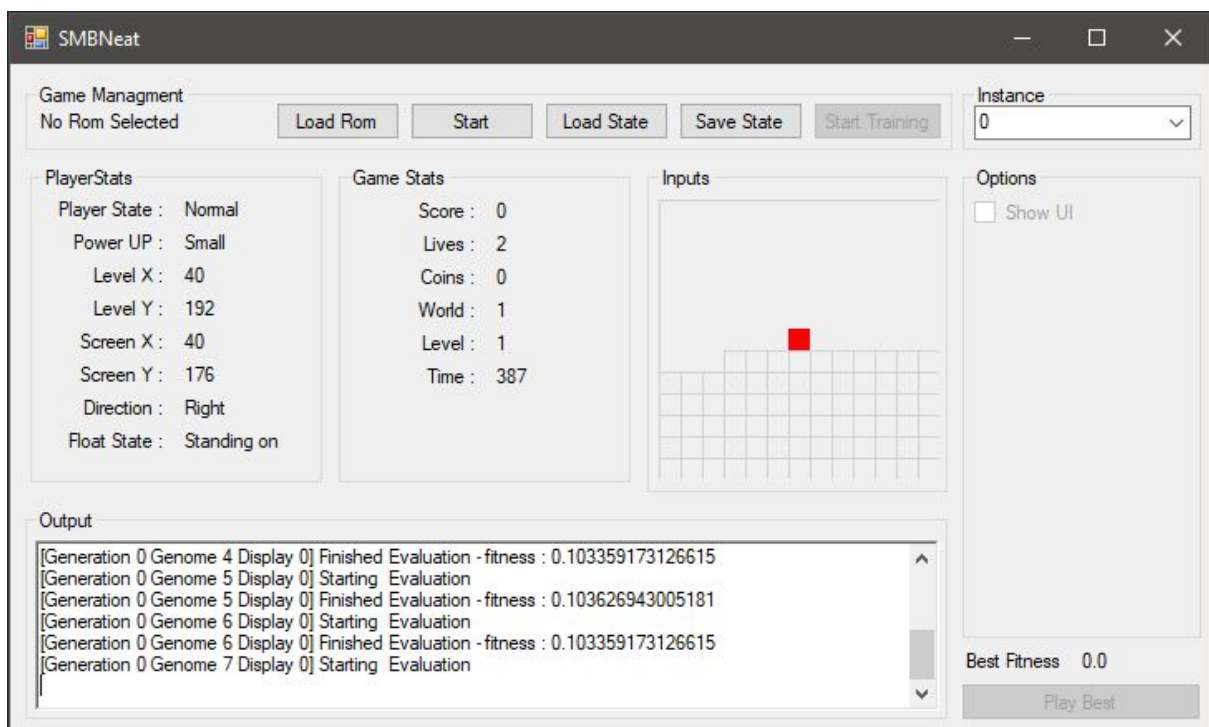 SMBNeat
Game Managment
No Rom Selected
Load Rom
Start
Load State
Save State
Start Training
Instance
0
PlayerStats
Player State : Normal
Power UP : Small
Level X : 40
Level Y : 192
Screen X : 40
Screen Y : 176
Direction : Right
Float State : Standing on
Game Stats
Score : 0
Lives : 2
Coins : 0
World : 1
Level : 1
Time : 387
Inputs
Options
Show UI
Output
[Generation 0 Genome 4 Display 0] Finished Evaluation - fitness : 0.103359173126615
[Generation 0 Genome 5 Display 0] Starting Evaluation
[Generation 0 Genome 5 Display 0] Finished Evaluation - fitness : 0.103626943005181
[Generation 0 Genome 6 Display 0] Starting Evaluation
[Generation 0 Genome 6 Display 0] Finished Evaluation - fitness : 0.103359173126615
[Generation 0 Genome 7 Display 0] Starting Evaluation
Best Fitness 0.0
Play Best